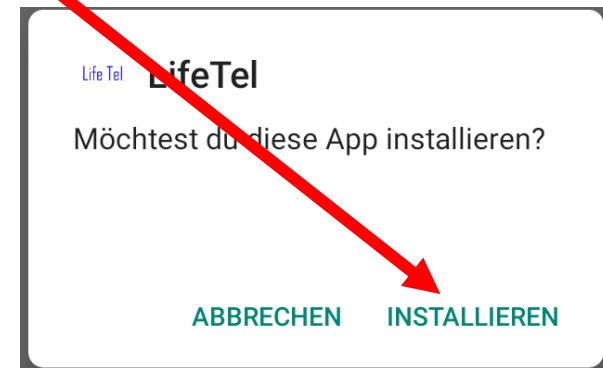 Life Tel LifeTel
Möchtest du diese App installieren?
ABBRECHEN INSTALLIEREN